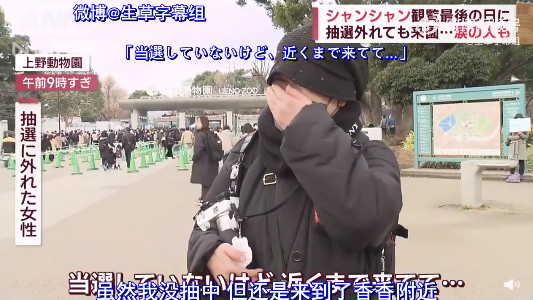 微博@生草字幕组
シャンシャン観覧最後の日に
抽選外れても来園…涙の人も
「当選していないけど、近くまで来てて…」
上野動物園
午前9時すぎ
動物園
UENO ZOO
抽選に外れた女性
当選していないけど 近くまで来てて…
虽然我没抽中 但还是来到了香香附近